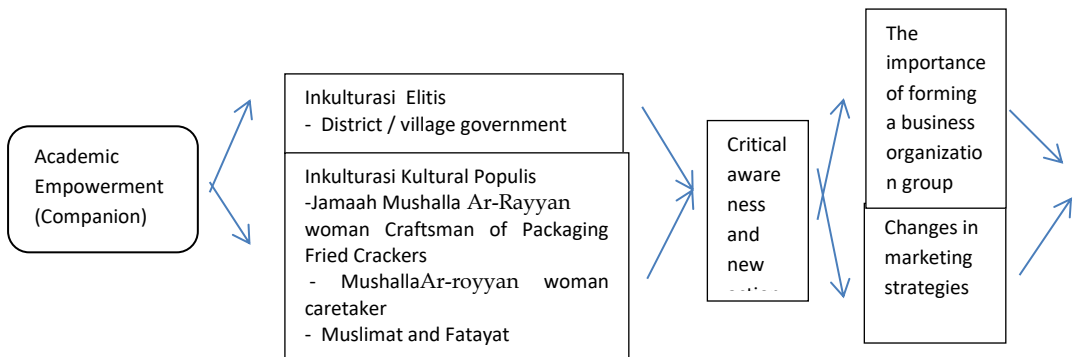 Academic
Empowerment
(Companion)
Inkulturasi Elitis
- District / village government
Inkulturasi Kultural Populis
-Jamaah Mushalla Ar-Rayyan
woman Craftsman of Packaging
Fried Crackers
- MushallaAr-royyan woman
caretaker
- Muslimat and Fatayat
Critical
aware
ness
and
new
The
importance
of forming
a business
organizatio
n group
Changes in
marketing
strategies